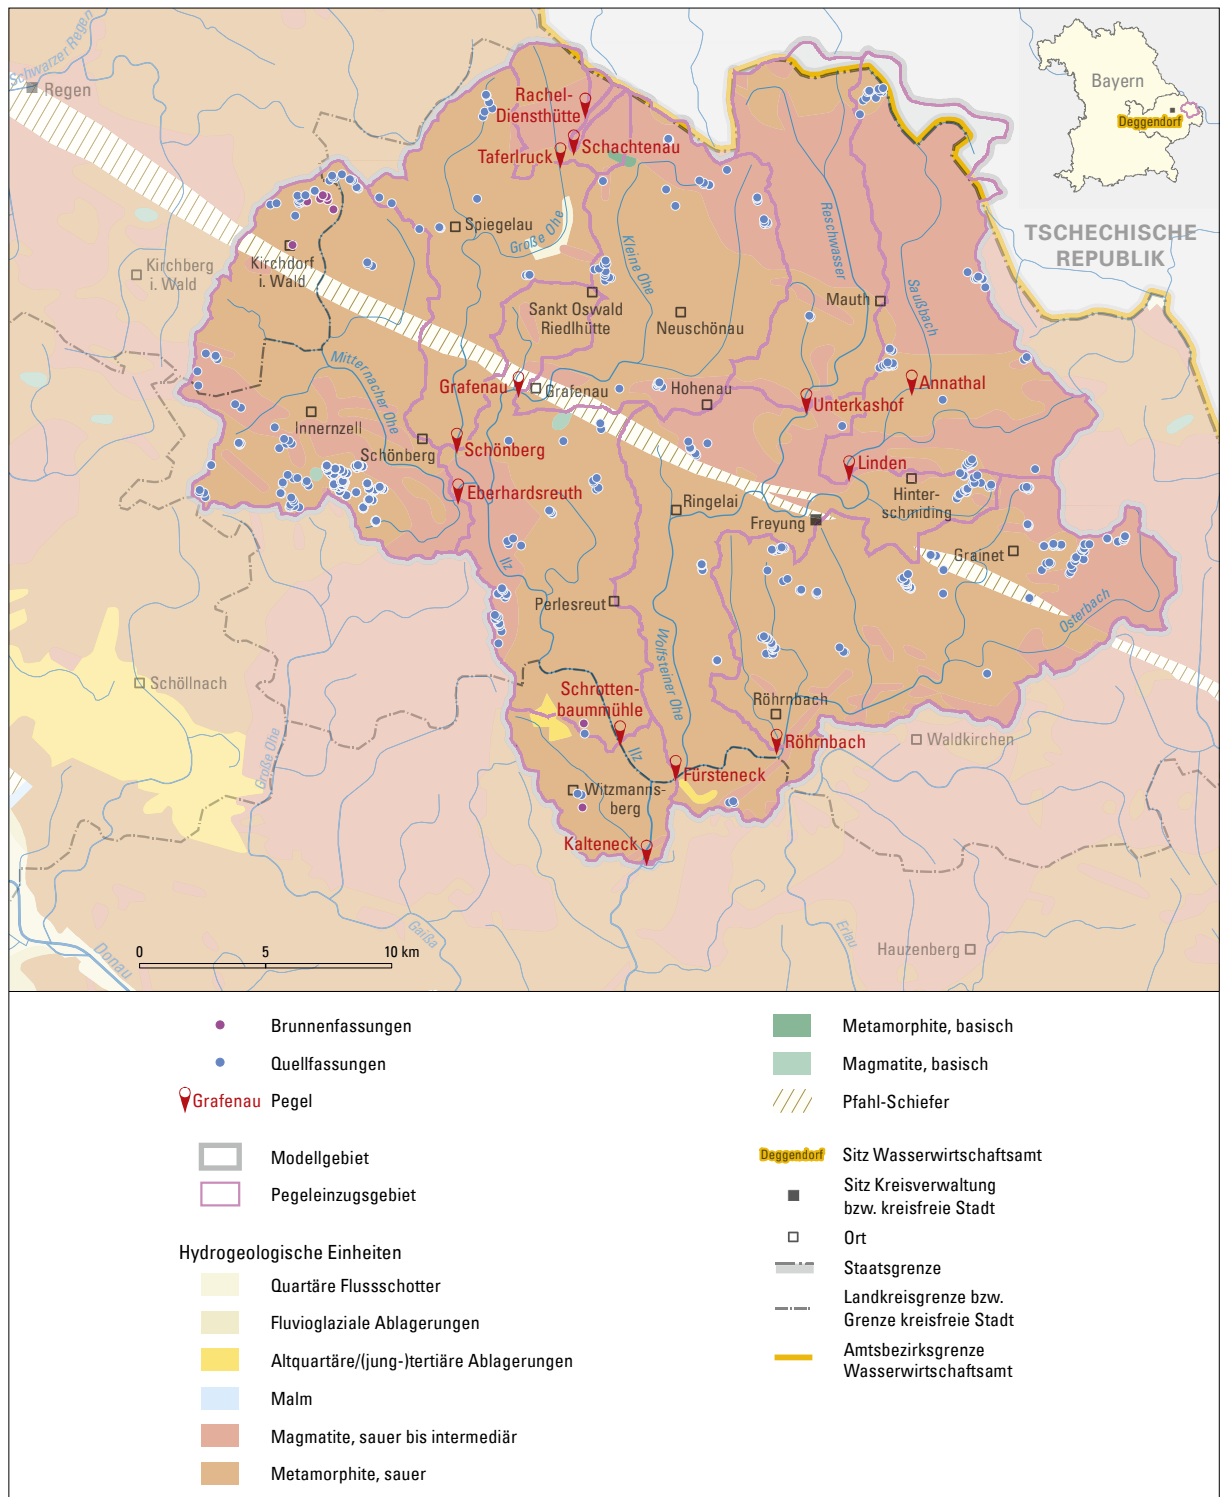 Schwarzer Regen
Regen
Rachel-
Diensthütte
Schachtenau
Taferlruck
Bayern
Deggendorf
TSCHECHISCHE
REPUBLIK
Spiegelau
Große Ohe
Kleine Ohe
Reschwasser
Saußbach
Kirchberg
i. Wald
Kirchdorf
i. Wald
Sankt Oswald
Riedlhütte
Neuschönau
Mauth
Mitternacher Ohe
Grafenau
Grafenau
Hohenau
Unterkashof
Annathal
Innernzell
Schönberg
Schönberg
Eberhardsreuth
Linden
Hinter-
schmiding
Ringelai
Freyung
Grainet
Ilz
Perlesreut
Osterbach
Wolfsteiner Ohe
Schöllnach
Schrotten-
baummühle
Röhrnbach
Röhrnbach
Waldkirchen
Große Ohe
Ilz
Fürsteneck
Witzmanns-
berg
Kalteneck
Gaißa
Erlau
Hauzenberg
Donau
0 5 10 km
Brunnenfassungen
Quellfassungen
Grafenau Pegel
Modellgebiet
Pegeleinzugsgebiet
Hydrogeologische Einheiten
Quartäre Flussschotter
Fluvioglaziale Ablagerungen
Altquartäre/(jung-)tertiäre Ablagerungen
Malm
Magmatite, sauer bis intermediär
Metamorphite, sauer
Metamorphite, basisch
Magmatite, basisch
Pfahl-Schiefer
Deggendorf Sitz Wasserwirtschaftsamt
Sitz Kreisverwaltung
bzw. kreisfreie Stadt
Ort
Staatsgrenze
Landkreisgrenze bzw.
Grenze kreisfreie Stadt
Amtsbezirksgrenze
Wasserwirtschaftsamt